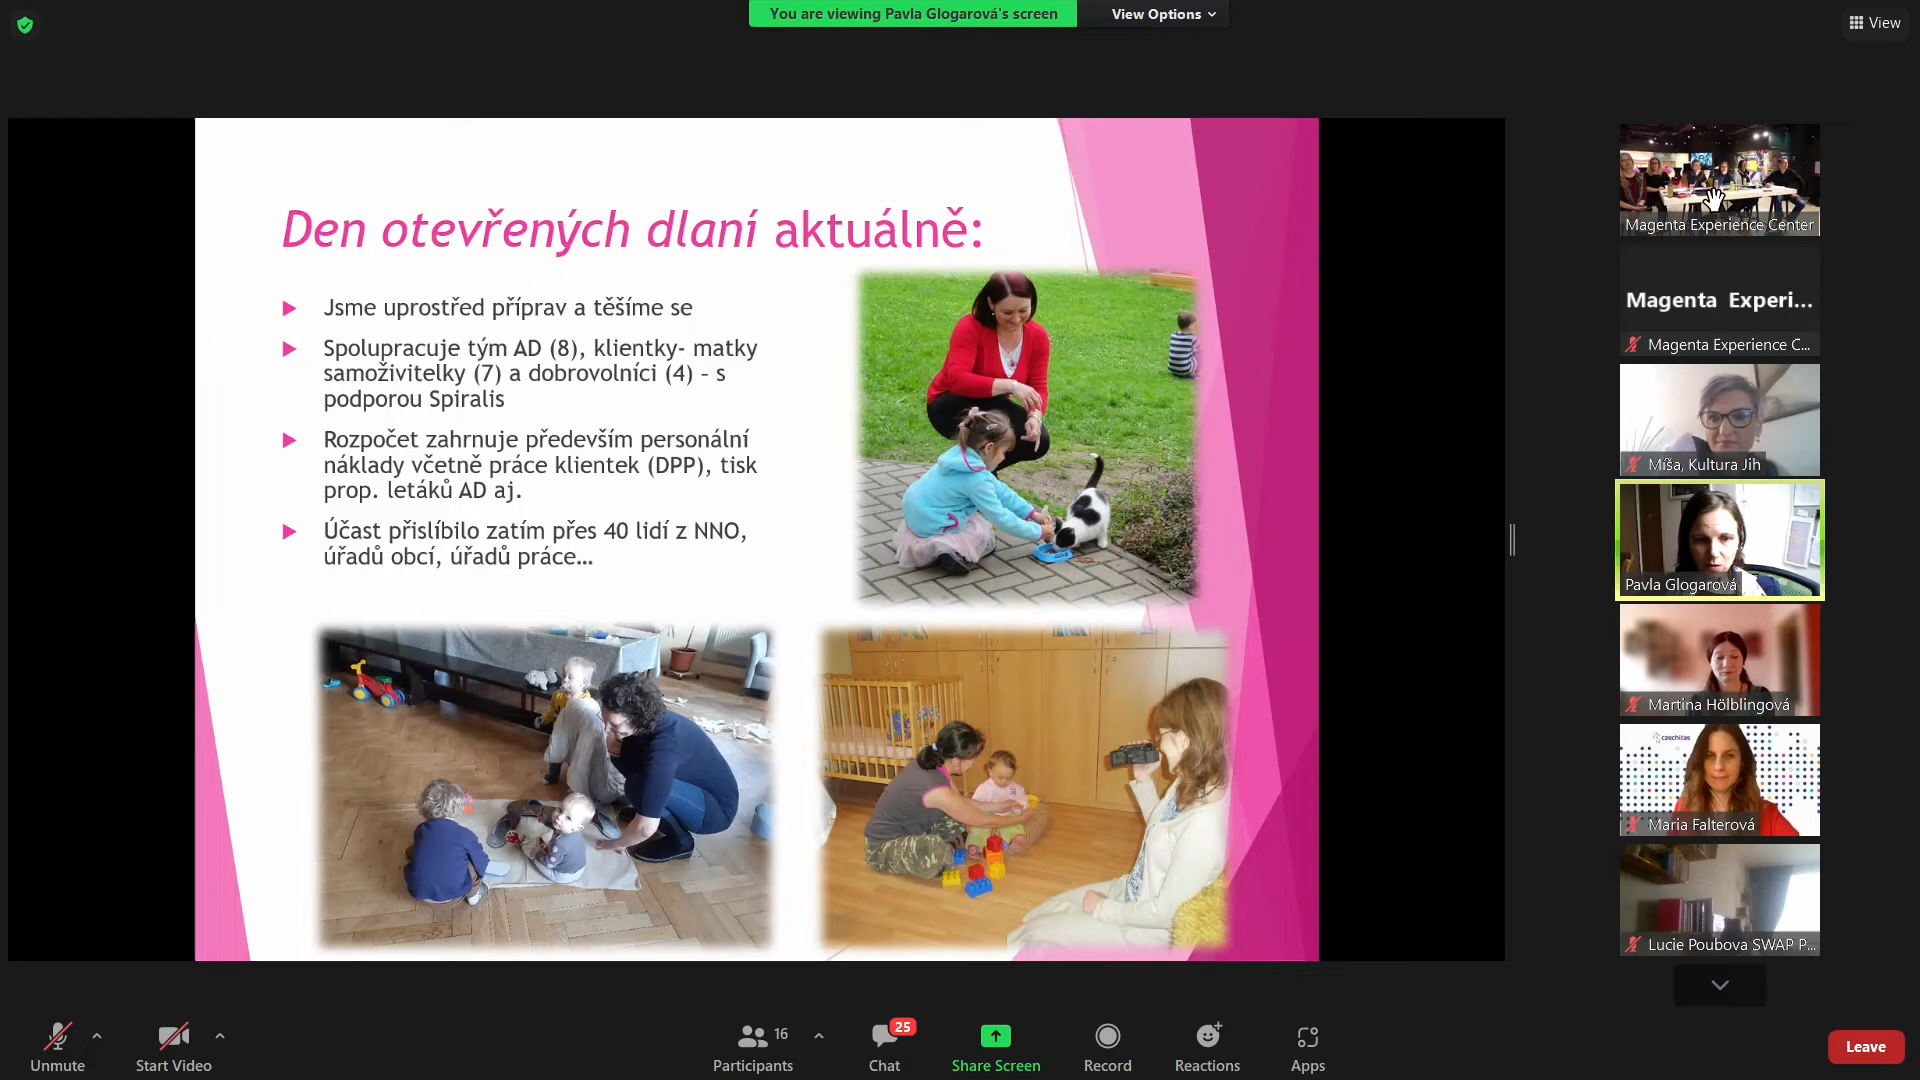 You are viewing Pavla Glogarová's screen
View Options
View
Den otevřených dlaní aktuálně:
Jsme uprostřed příprav a těšíme se
Spolupracuje tým AD (8), klientky- matky
samoživitelky (7) a dobrovolníci (4) – s
podporou Spiralis
Rozpočet zahrnuje především personální
náklady včetně práce klientek (DPP), tisk
prop. letáků AD aj.
Účast přislíbilo zatím přes 40 lidí z NNO,
úřadů obcí, úřadů práce…
Magenta Experience Center
Magenta Experi...
Magenta Experience C...
Míša, Kultura Jih
Pavla Glogarová
Martina Hölblingová
czechitas
Maria Falterová
Lucie Poubova SWAP P...
Unmute
Start Video
Participants
16
Chat
25
Share Screen
Record
Reactions
Apps
Leave